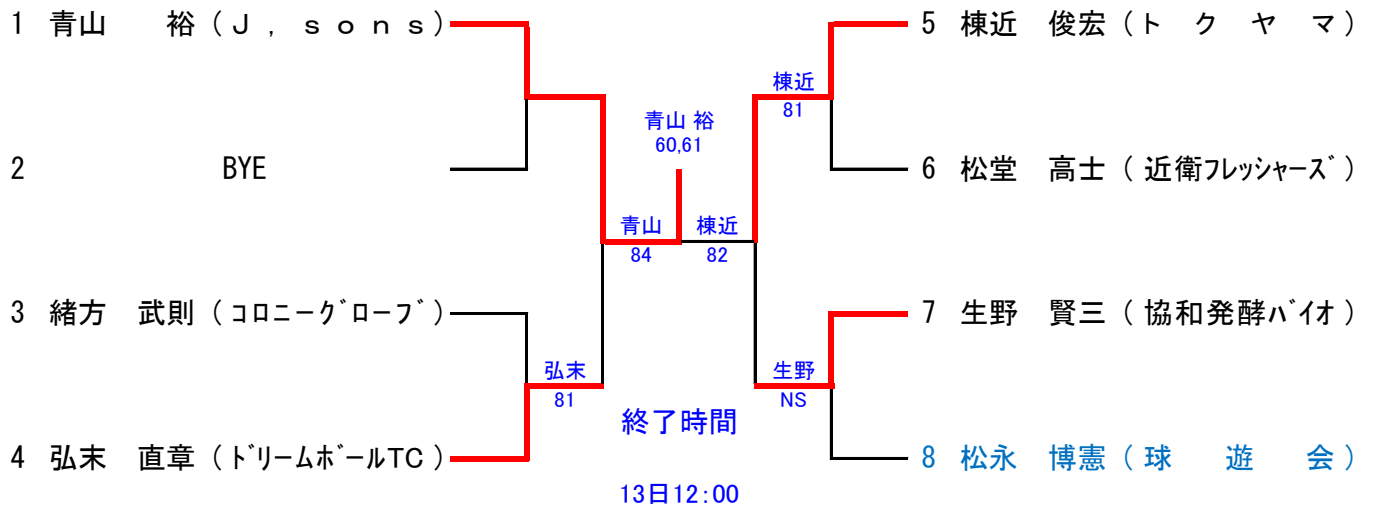 1 青山 裕 (J, sons)
5 棟近 俊宏 (トクヤマ)
棟近
81
青山 裕
60,61
2 BYE
6 松堂 高士 (近衛フレッシャーズ)
青山
84
棟近
82
3 緒方 武則 (コロニーグローブ)
7 生野 賢三 (協和発酵バイオ)
弘末
81
生野
NS
終了時間
4 弘末 直章 (ドリームボールTC)
8 松永 博憲 (球遊会)
13日12:00